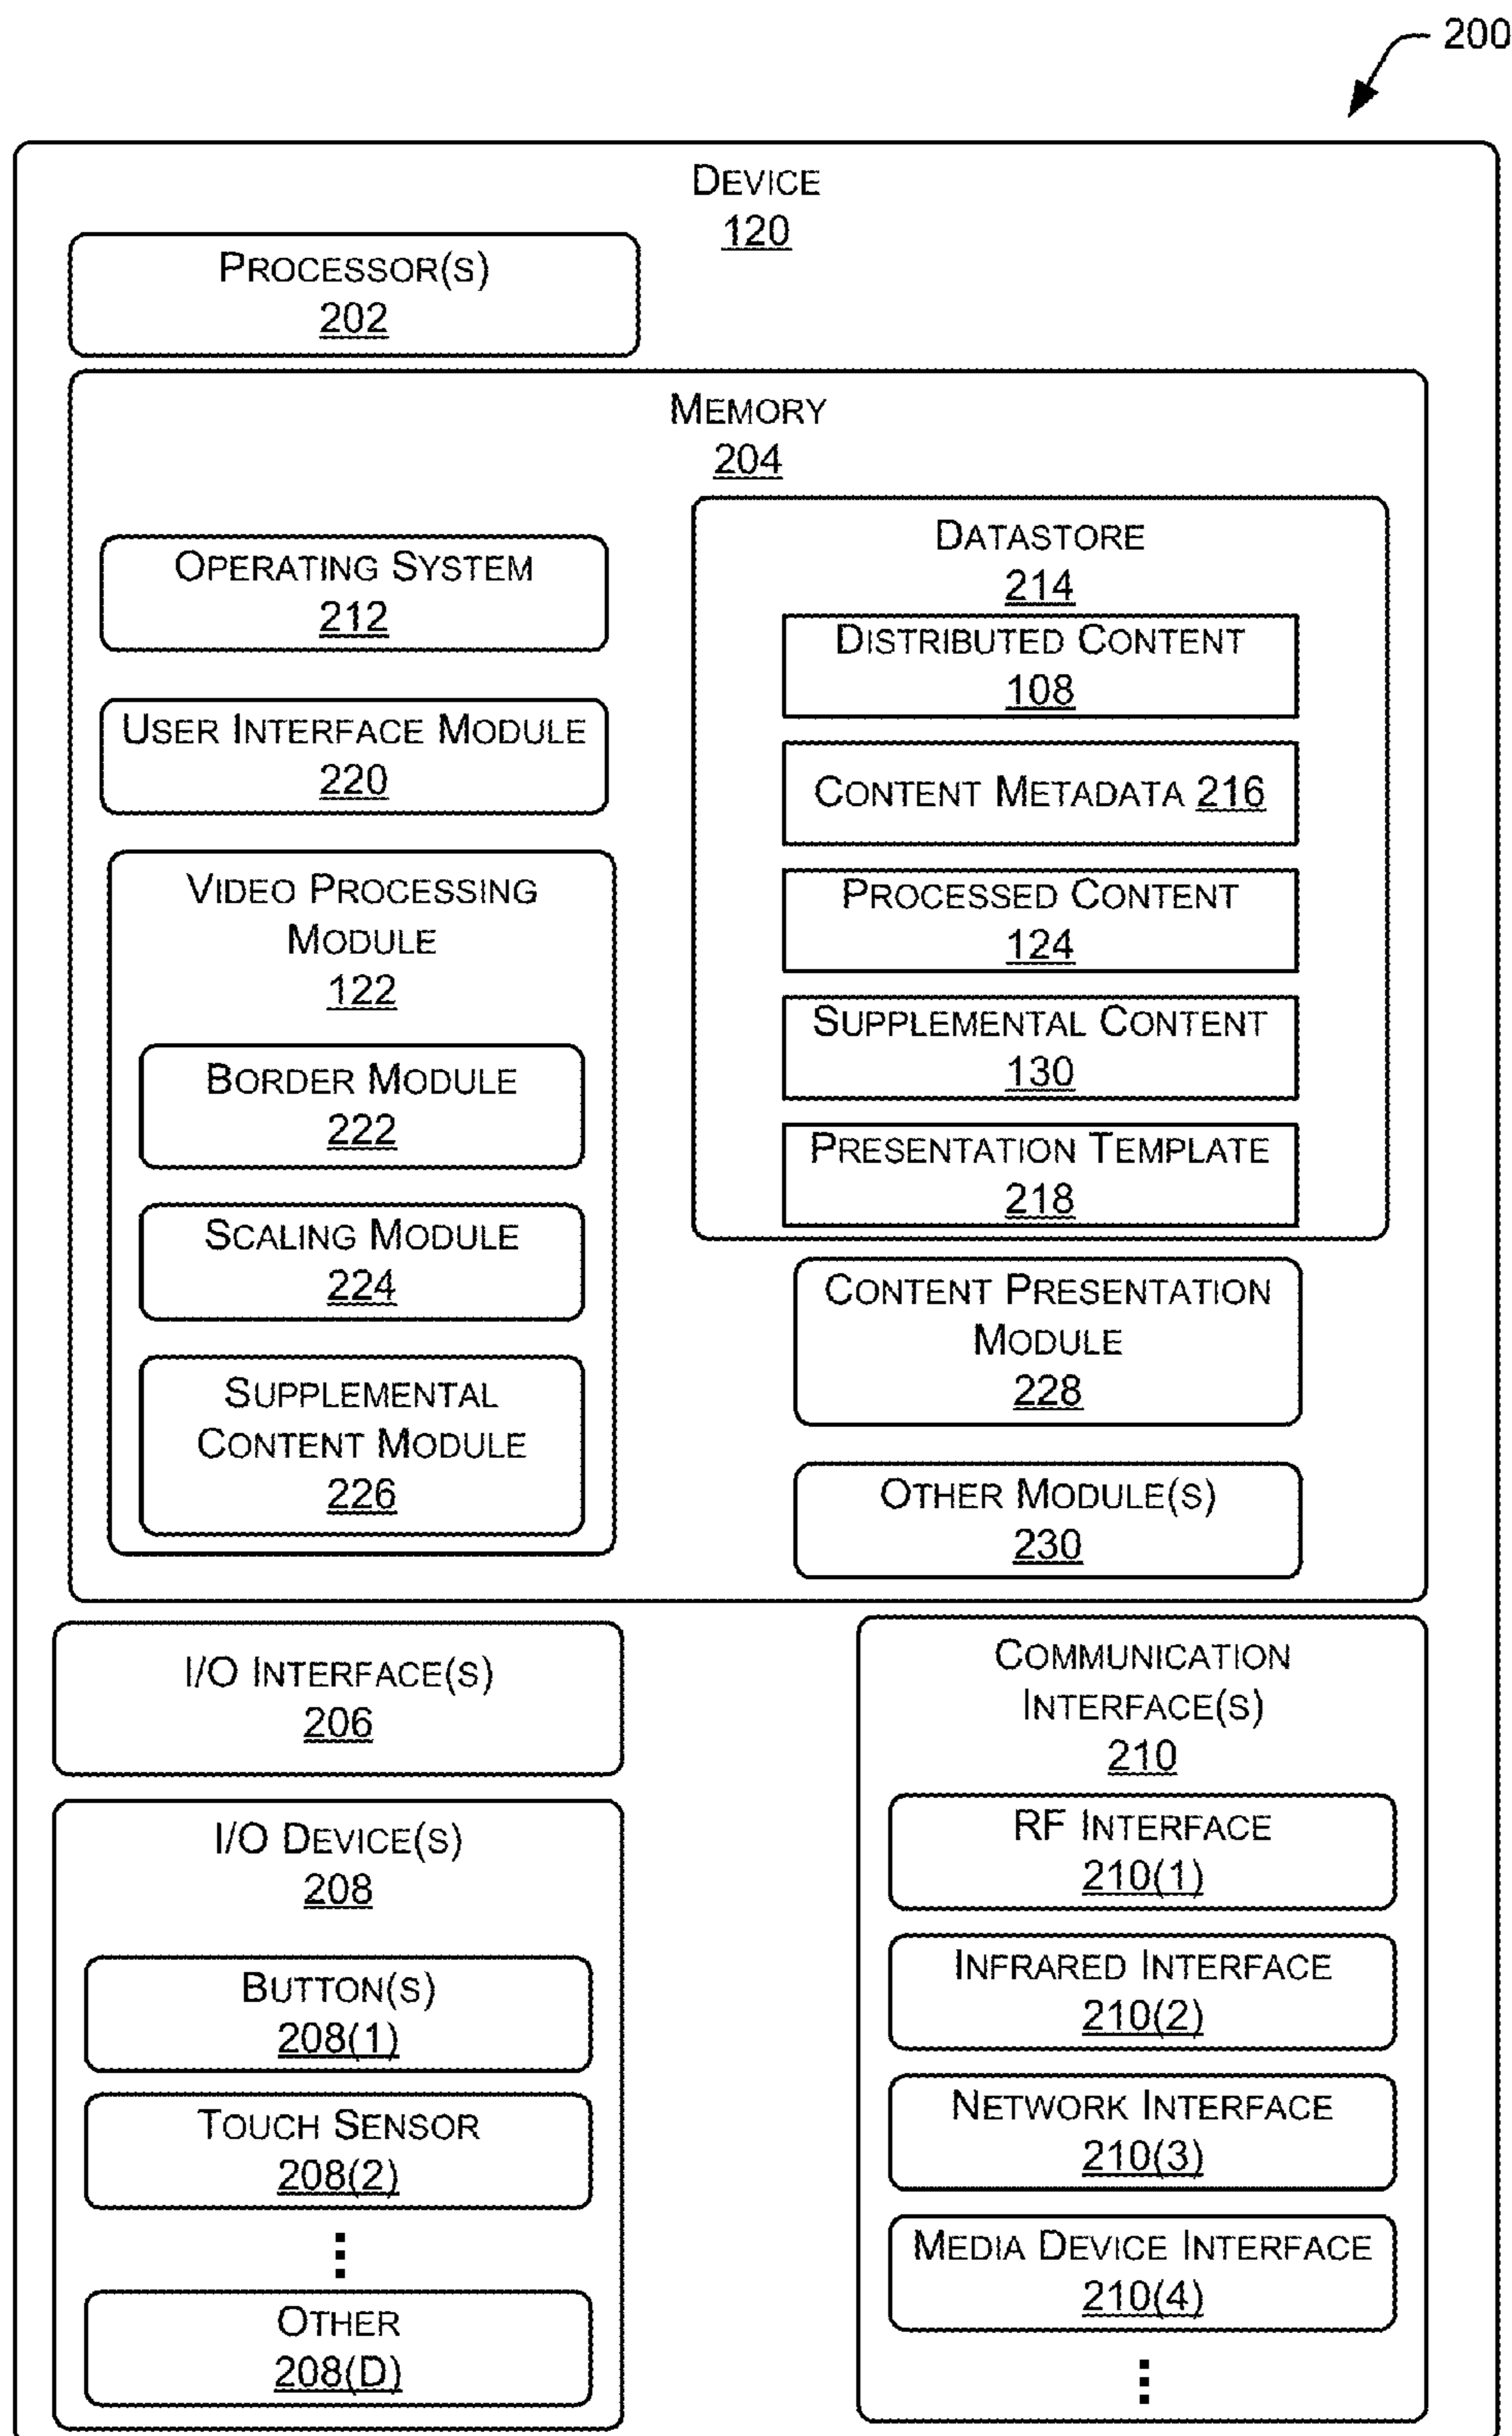 200
DEVICE
120
PROCESSOR(S)
202
MEMORY
204
OPERATING SYSTEM
212
USER INTERFACE MODULE
220
VIDEO PROCESSING
MODULE
122
BORDER MODULE
222
SCALING MODULE
224
SUPPLEMENTAL
CONTENT MODULE
226
DATASTORE
214
DISTRIBUTED CONTENT
108
CONTENT METADATA 216
PROCESSED CONTENT
124
SUPPLEMENTAL CONTENT
130
PRESENTATION TEMPLATE
218
CONTENT PRESENTATION
MODULE
228
OTHER MODULE(S)
230
I/O INTERFACE(S)
206
I/O DEVICE(S)
208
BUTTON(S)
208(1)
TOUCH SENSOR
208(2)
OTHER
208(D)
COMMUNICATION
INTERFACE(S)
210
RF INTERFACE
210(1)
INFRARED INTERFACE
210(2)
NETWORK INTERFACE
210(3)
MEDIA DEVICE INTERFACE
210(4)